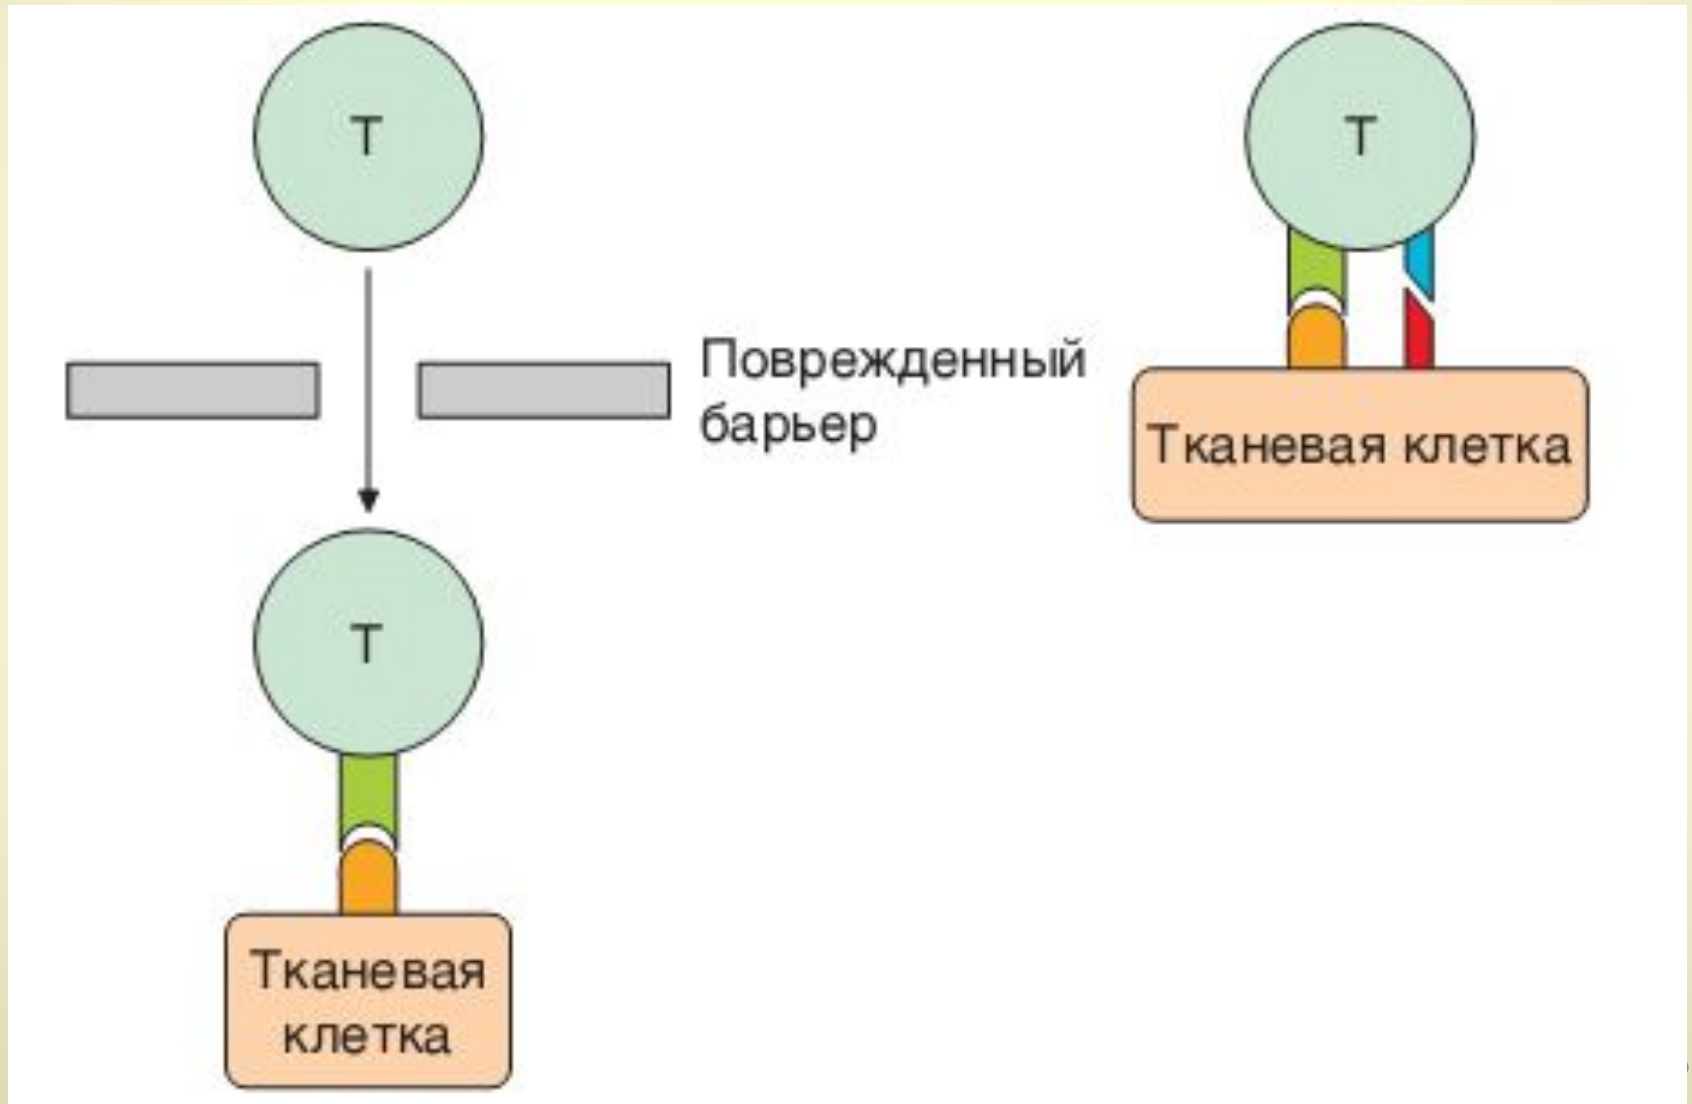 Т
Т
Поврежденный
барьер
Тканевая клетка
Т
Тканевая
клетка